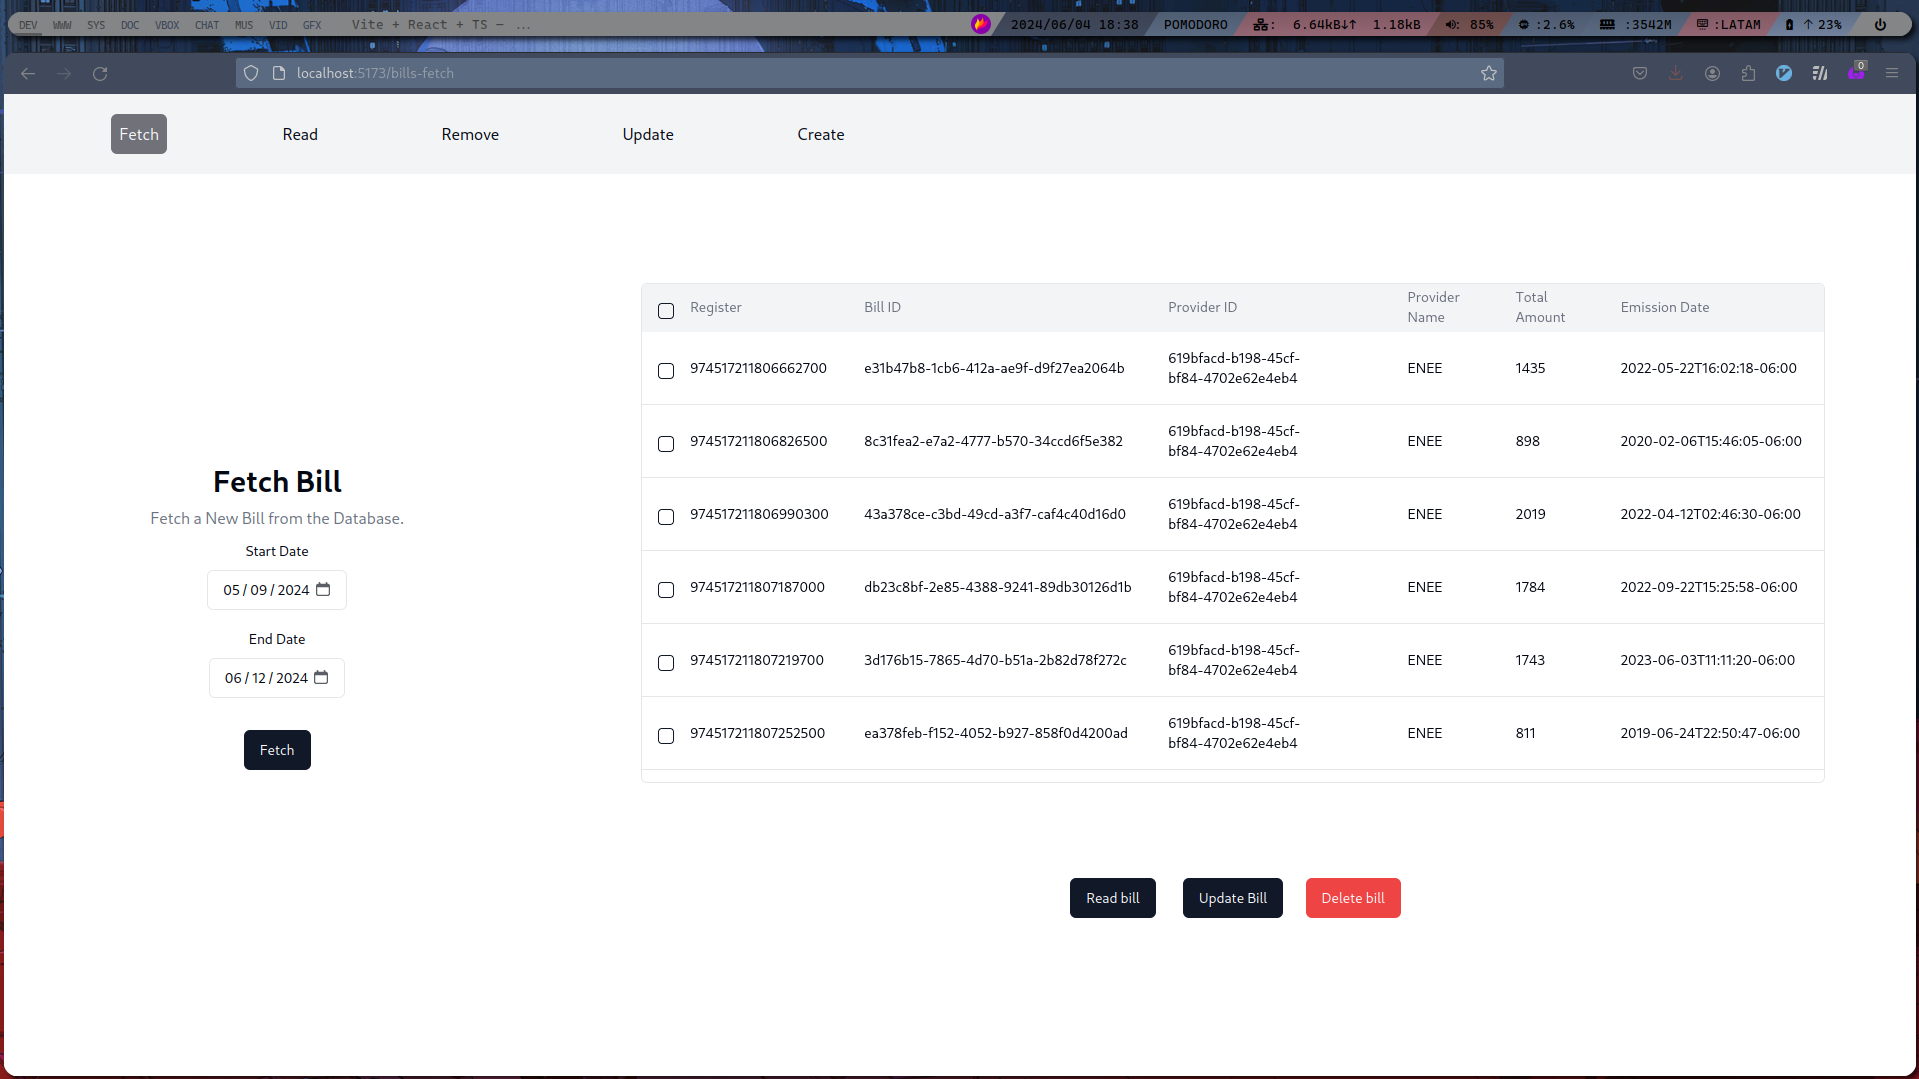 DEV WWW SYS DOC VBOX CHAT MUS VID GFX Vite + React + TS — ... 2024/06/04 18:38 POMODORO : 6.64kB↓↑ 1.18kB : 85% :2.6% :3542M :LATAM ↑ 23%
localhost:5173/bills-fetch 0
Fetch Read Remove Update Create
Fetch Bill
Fetch a New Bill from the Database.
Start Date
05/09/2024
End Date
06/12/2024
Fetch
Register Bill ID Provider ID Provider Name Total Amount Emission Date
974517211806662700 e31b47b8-1cb6-412a-ae9f-d9f27ea2064b 619bfacd-b198-45cf-bf84-4702e62e4eb4 ENEE 1435 2022-05-22T16:02:18-06:00
974517211806826500 8c31fea2-e7a2-4777-b570-34ccd6f5e382 619bfacd-b198-45cf-bf84-4702e62e4eb4 ENEE 898 2020-02-06T15:46:05-06:00
974517211806990300 43a378ce-c3bd-49cd-a3f7-caf4c40d16d0 619bfacd-b198-45cf-bf84-4702e62e4eb4 ENEE 2019 2022-04-12T02:46:30-06:00
974517211807187000 db23c8bf-2e85-4388-9241-89db30126d1b 619bfacd-b198-45cf-bf84-4702e62e4eb4 ENEE 1784 2022-09-22T15:25:58-06:00
974517211807219700 3d176b15-7865-4d70-b51a-2b82d78f272c 619bfacd-b198-45cf-bf84-4702e62e4eb4 ENEE 1743 2023-06-03T11:11:20-06:00
974517211807252500 ea378feb-f152-4052-b927-858f0d4200ad 619bfacd-b198-45cf-bf84-4702e62e4eb4 ENEE 811 2019-06-24T22:50:47-06:00
Read bill Update Bill Delete bill